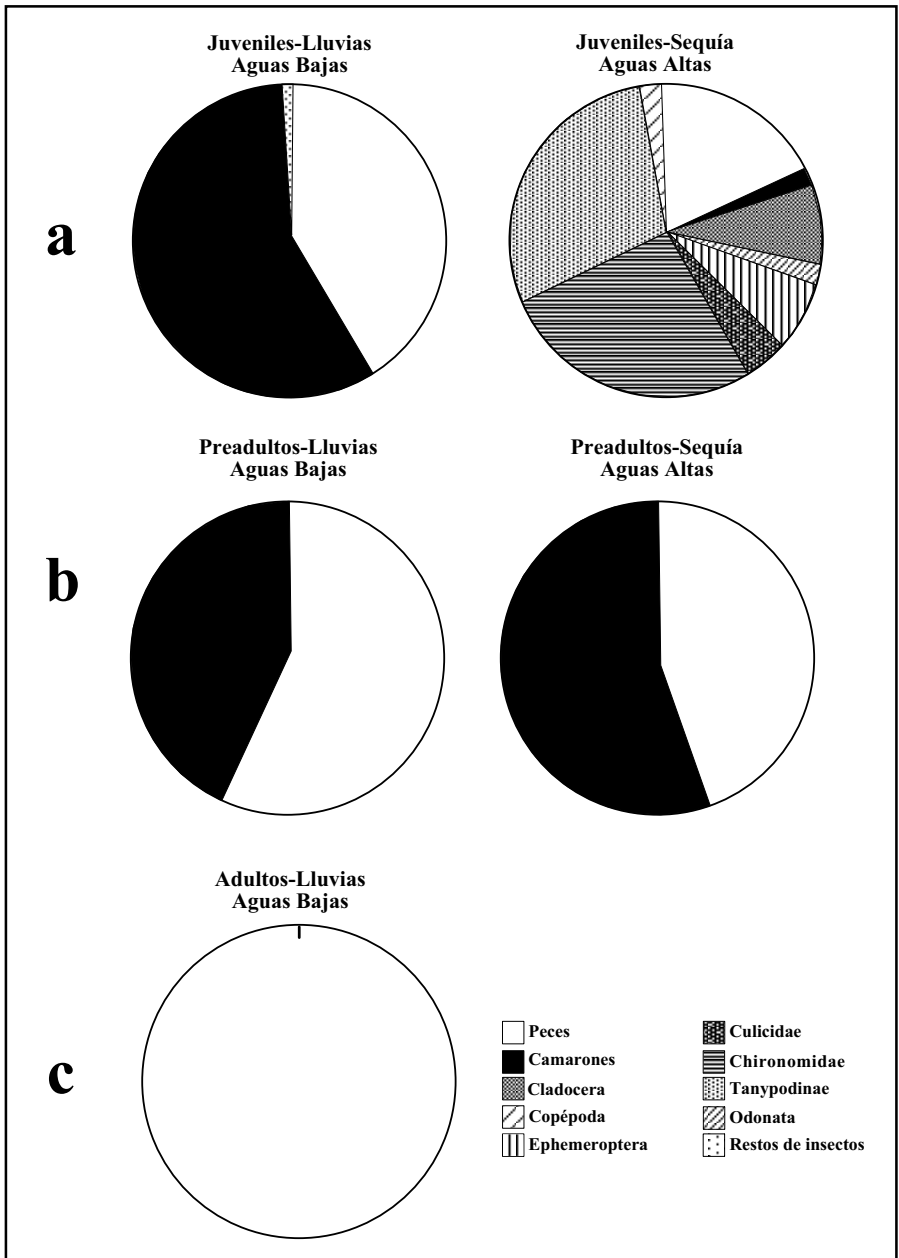 Juveniles-Lluvias
Aguas Bajas
Juveniles-Sequía
Aguas Altas
a
Preadultos-Lluvias
Aguas Bajas
Preadultos-Sequía
Aguas Altas
b
Adultos-Lluvias
Aguas Bajas
c
Peces
Camarones
Cladocera
Copépoda
Ephemeroptera
Culicidae
Chironomidae
Tanypodinae
Odonata
Restos de insectos